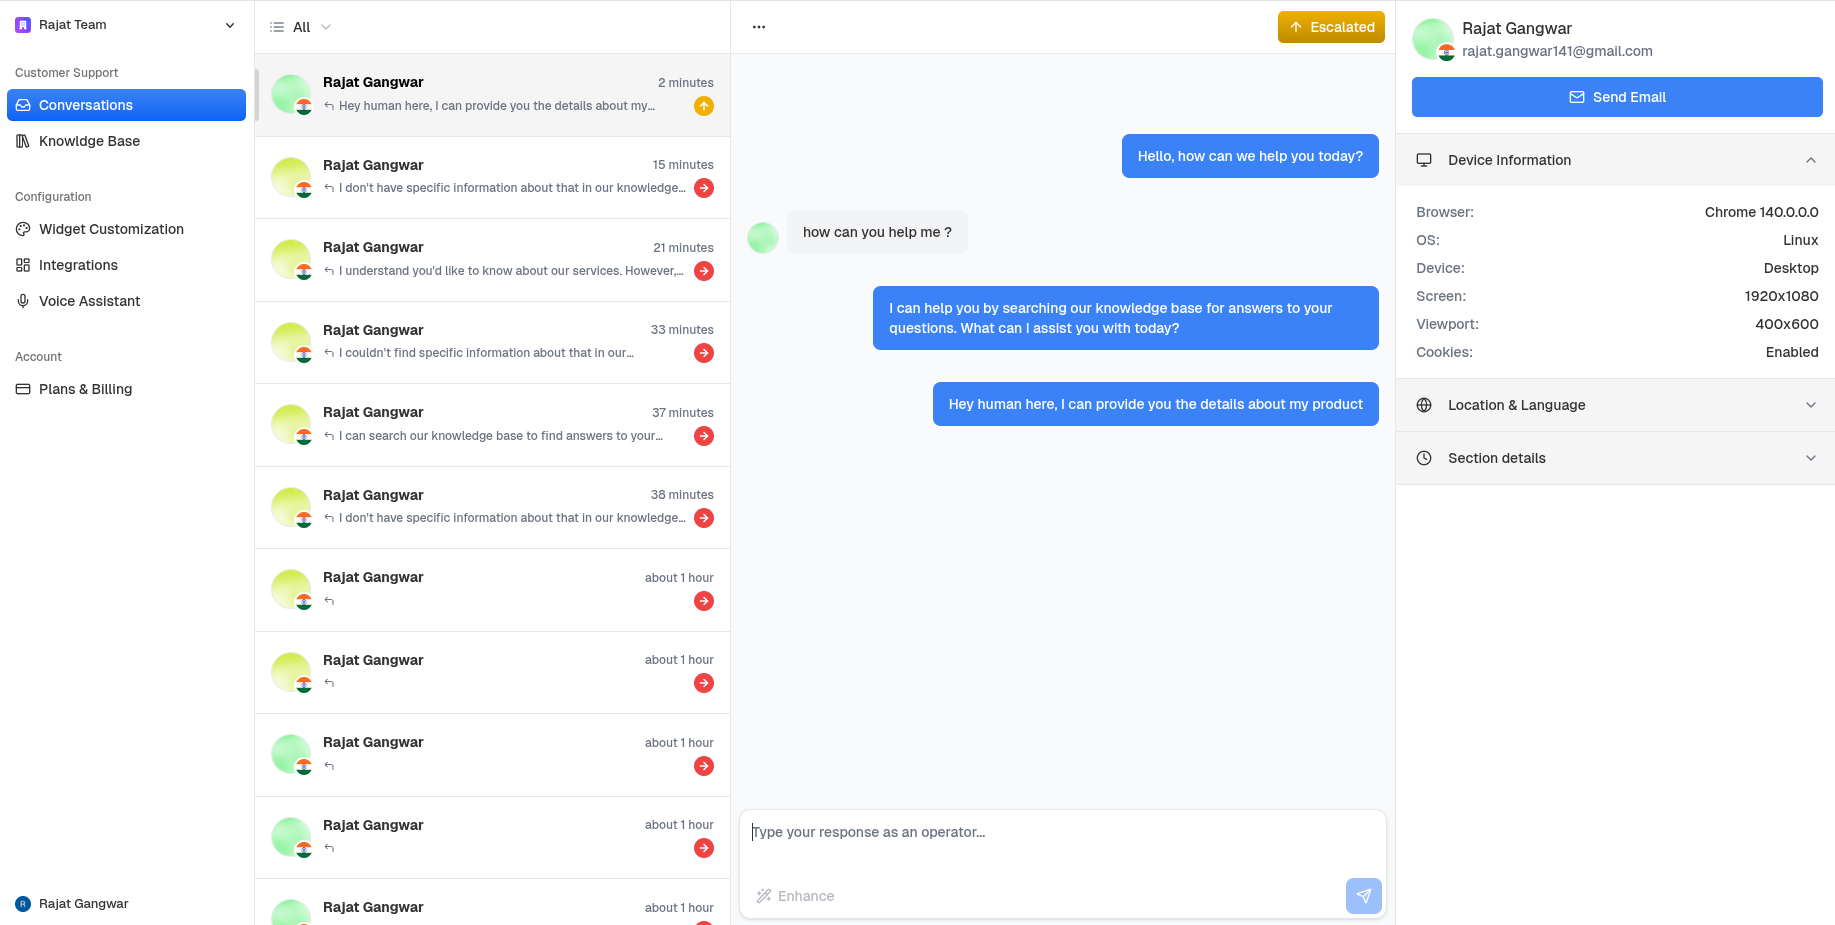 Rajat Team
Customer Support
Conversations
Knowldge Base
Configuration
Widget Customization
Integrations
Voice Assistant
Account
Plans & Billing
R
Rajat Gangwar
All
Rajat Gangwar
2 minutes
Hey human here, I can provide you the details about my...
Rajat Gangwar
15 minutes
I don't have specific information about that in our knowledge...
Rajat Gangwar
21 minutes
I understand you'd like to know about our services. However,...
Rajat Gangwar
33 minutes
I couldn't find specific information about that in our...
Rajat Gangwar
37 minutes
I can search our knowledge base to find answers to your...
Rajat Gangwar
38 minutes
I don't have specific information about that in our knowledge...
Rajat Gangwar
about 1 hour
Rajat Gangwar
about 1 hour
Rajat Gangwar
about 1 hour
Rajat Gangwar
about 1 hour
Rajat Gangwar
about 1 hour
Escalated
Hello, how can we help you today?
how can you help me ?
I can help you by searching our knowledge base for answers to your
questions. What can I assist you with today?
Hey human here, I can provide you the details about my product
Type your response as an operator...
Enhance
Rajat Gangwar
rajat.gangwar141@gmail.com
Send Email
Device Information
Browser: Chrome 140.0.0.0
OS: Linux
Device: Desktop
Screen: 1920x1080
Viewport: 400x600
Cookies: Enabled
Location & Language
Section details